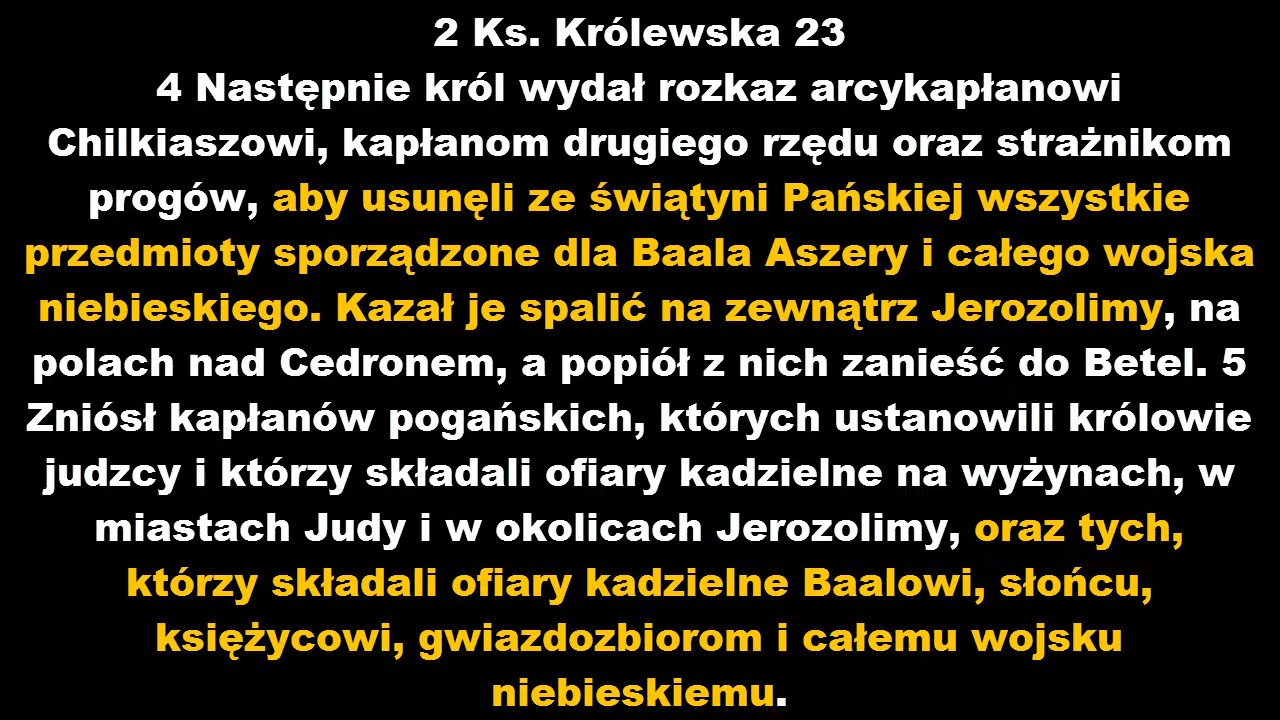 2 Ks. Królewska 23
4 Następnie król wydał rozkaz arcykapłanowi
Chilkiaszowi, kapłanom drugiego rzędu oraz strażnikom
progów, aby usunęli ze świątyni Pańskiej wszystkie
przedmioty sporządzone dla Baala Aszery i całego wojska
niebieskiego. Kazał je spalić na zewnątrz Jerozolimy, na
polach nad Cedronem, a popiół z nich zanieść do Betel. 5
Zniósł kapłanów pogańskich, których ustanowili królowie
judzcy i którzy składali ofiary kadzielne na wyżynach, w
miastach Judy i w okolicach Jerozolimy, oraz tych,
którzy składali ofiary kadzielne Baalowi, słońcu,
księżycowi, gwiazdozbiorom i całemu wojsku
niebieskiemu.